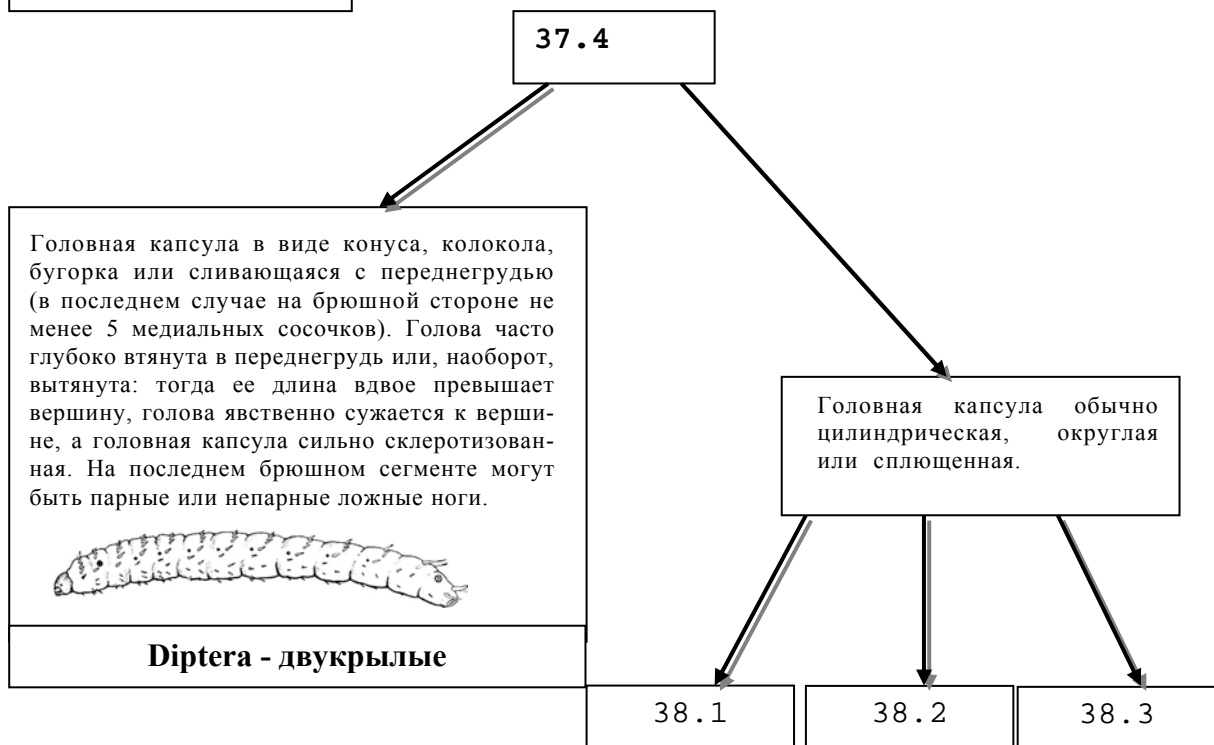 37.4
Головная капсула в виде конуса, колокола,
бугорка или сливающаяся с переднегрудью
(в последнем случае на брюшной стороне не
менее 5 медиальных сосочков). Голова часто
глубоко втянута в переднегрудь или, наоборот,
вытянута: тогда ее длина вдвое превышает
вершину, голова явственно сужается к верши-
не, а головная капсула сильно склеротизован-
ная. На последнем брюшном сегменте могут
быть парные или непарные ложные ноги.
Diptera - двукрылые
Головная капсула обычно
цилиндрическая, округлая
или сплющенная.
38.1
38.2
38.3